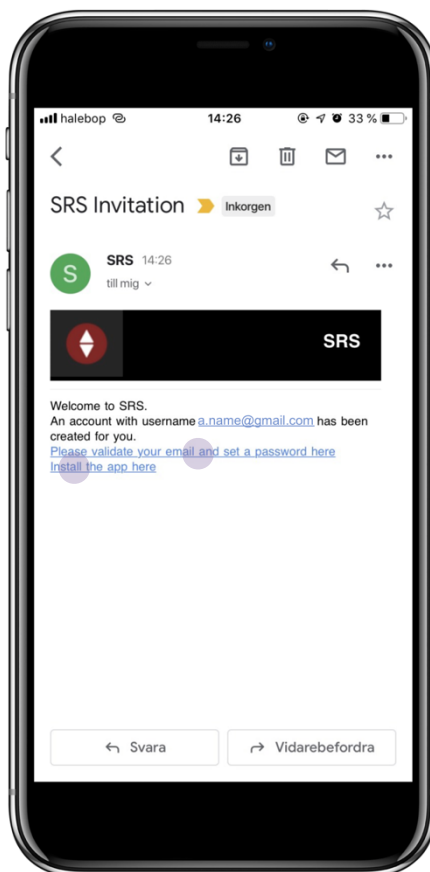 halebop 14:26 33 %
SRS Invitation Inkorgen
S SRS 14:26
till mig
SRS
Welcome to SRS.
An account with username a.name@gmail.com has been
created for you.
Please validate your email and set a password here
Install the app here
Svara Vidarebefordra